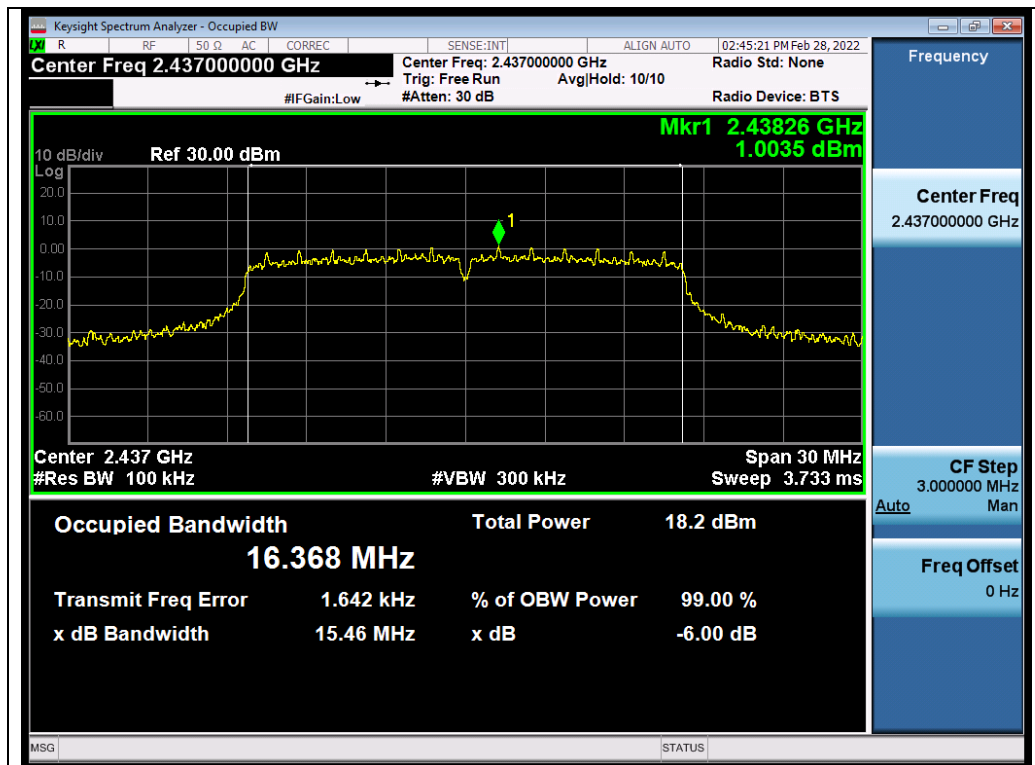 Keysight Spectrum Analyzer - Occupied BW
LXI R RF 50 Ω AC CORREC SENSE:INT ALIGN AUTO 02:45:21 PM Feb 28, 2022
Center Freq 2.437000000 GHz
Center Freq: 2.437000000 GHz
Radio Std: None
Trig: Free Run Avg|Hold: 10/10
#IFGain:Low
#Atten: 30 dB
Radio Device: BTS
Mkr1 2.43826 GHz
1.0035 dBm
10 dB/div Ref 30.00 dBm
Log
20.0
10.0
0.00
-10.0
-20.0
-30.0
-40.0
-50.0
-60.0
1
Center 2.437 GHz
Span 30 MHz
#Res BW 100 kHz
#VBW 300 kHz
Sweep 3.733 ms
Occupied Bandwidth
16.368 MHz
Total Power 18.2 dBm
Transmit Freq Error 1.642 kHz
% of OBW Power 99.00 %
x dB Bandwidth 15.46 MHz
x dB -6.00 dB
MSG
STATUS
Frequency
Center Freq
2.437000000 GHz
CF Step
3.000000 MHz
Auto Man
Freq Offset
0 Hz